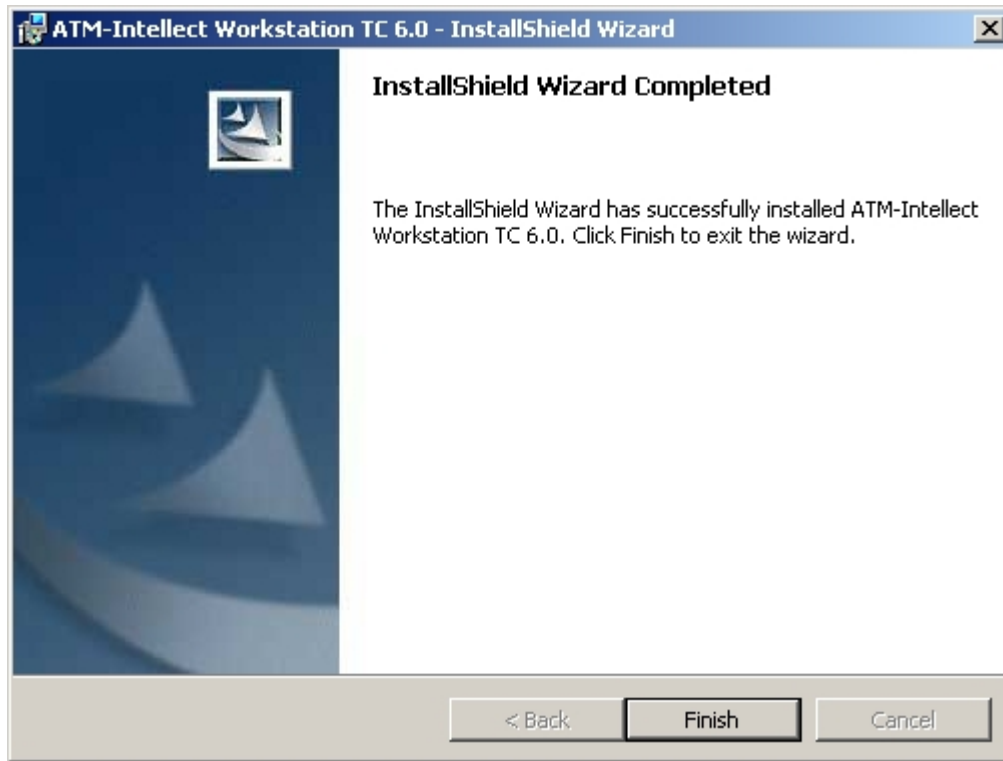 ATM-Intellect Workstation TC 6.0 - InstallShield Wizard
InstallShield Wizard Completed
The InstallShield Wizard has successfully installed ATM-Intellect
Workstation TC 6.0. Click Finish to exit the wizard.
< Back Finish Cancel